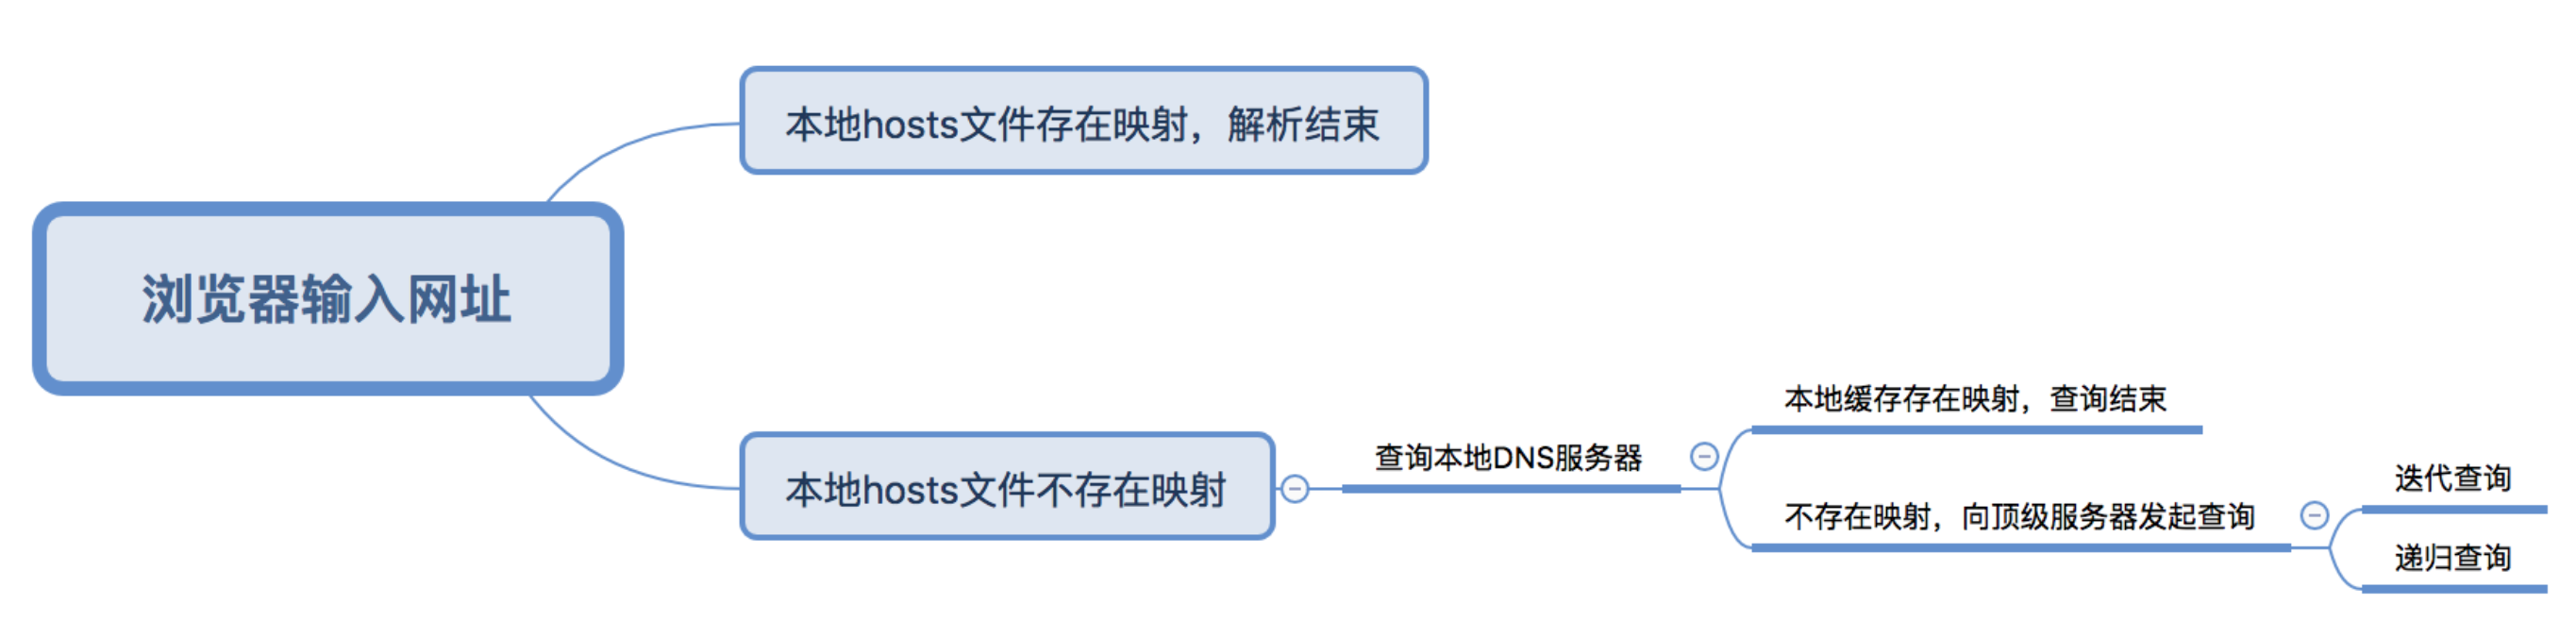 浏览器输入网址
本地hosts文件存在映射，解析结束
本地hosts文件不存在映射
查询本地DNS服务器
本地缓存存在映射，查询结束
不存在映射，向顶级服务器发起查询
迭代查询
递归查询